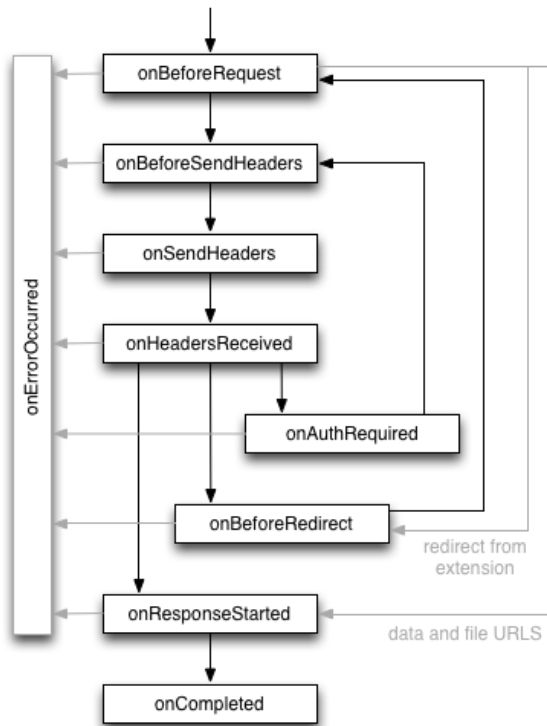 onBeforeRequest
onBeforeSendHeaders
onSendHeaders
onHeadersReceived
onErrorOccurred
onAuthRequired
onBeforeRedirect
redirect from
extension
onResponseStarted
data and file URLS
onCompleted